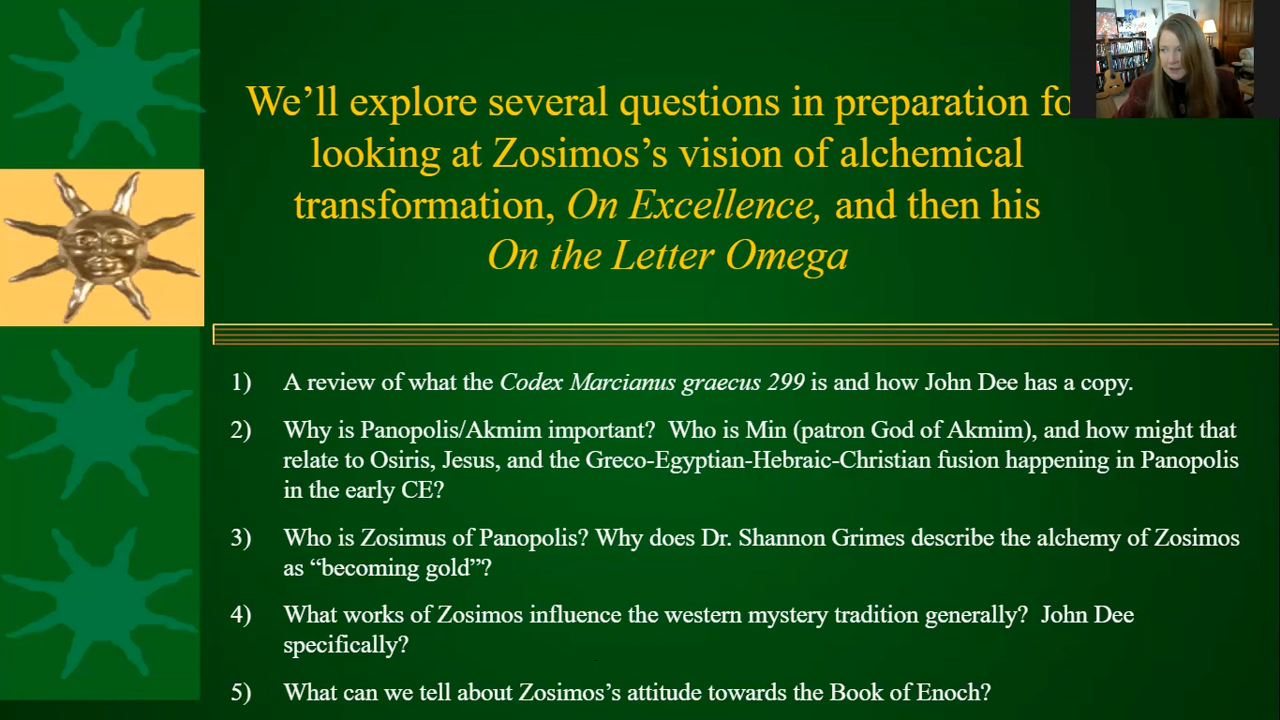 We'll explore several questions in preparation fo
looking at Zosimos's vision of alchemical
transformation, On Excellence, and then his
On the Letter Omega
1) A review of what the Codex Marcianus graecus 299 is and how John Dee has a copy.
2) Why is Panopolis/Akmim important? Who is Min (patron God of Akmim), and how might that
relate to Osiris, Jesus, and the Greco-Egyptian-Hebraic-Christian fusion happening in Panopolis
in the early CE?
3) Who is Zosimus of Panopolis? Why does Dr. Shannon Grimes describe the alchemy of Zosimos
as “becoming gold”?
4) What works of Zosimos influence the western mystery tradition generally? John Dee
specifically?
5) What can we tell about Zosimos's attitude towards the Book of Enoch?